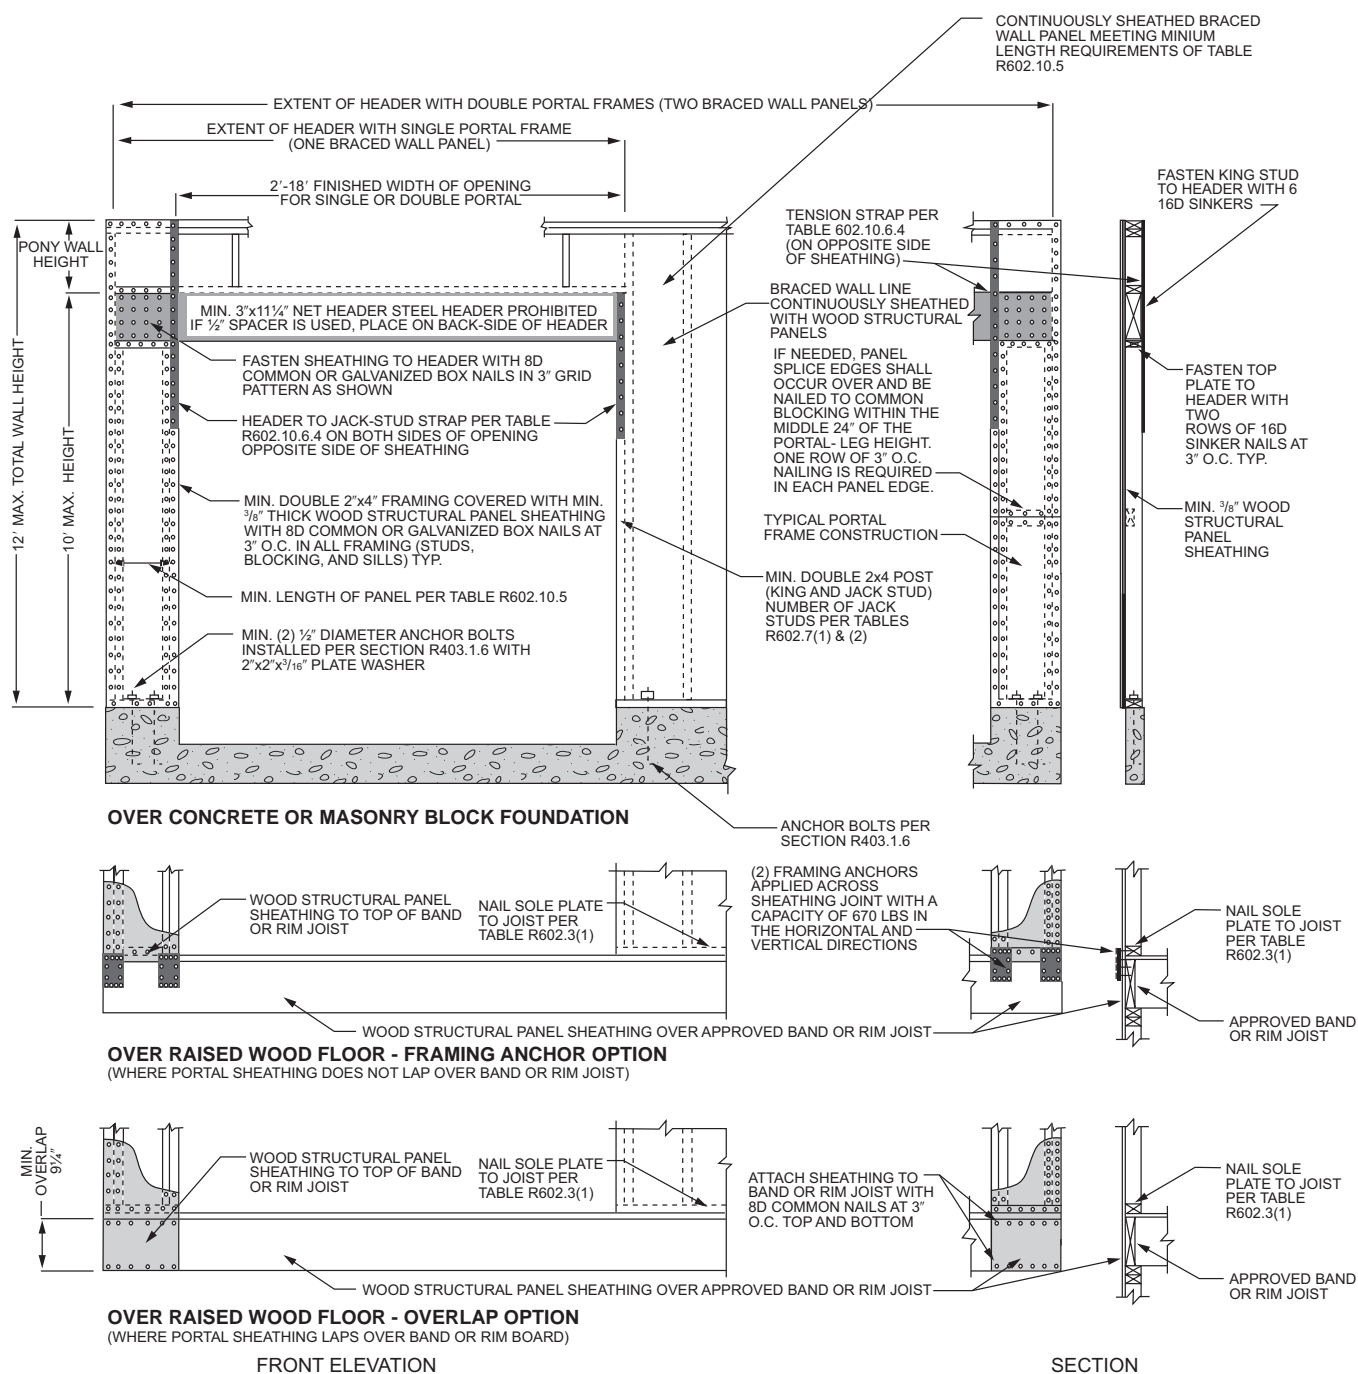 CONTINUOUSLY SHEATHED BRACED
WALL PANEL MEETING MINIUM
LENGTH REQUIREMENTS OF TABLE
R602.10.5
EXTENT OF HEADER WITH DOUBLE PORTAL FRAMES (TWO BRACED WALL PANELS)
EXTENT OF HEADER WITH SINGLE PORTAL FRAME
(ONE BRACED WALL PANEL)
2′-18′ FINISHED WIDTH OF OPENING
FOR SINGLE OR DOUBLE PORTAL
FASTEN KING STUD
TO HEADER WITH 6
16D SINKERS
TENSION STRAP PER
TABLE 602.10.6.4
(ON OPPOSITE SIDE
OF SHEATHING)
PONY WALL
HEIGHT
12′ MAX. TOTAL WALL HEIGHT
10′ MAX. HEIGHT
MIN. 3″x11¼″ NET HEADER STEEL HEADER PROHIBITED
IF ½″ SPACER IS USED, PLACE ON BACK-SIDE OF HEADER
BRACED WALL LINE
CONTINUOUSLY SHEATHED
WITH WOOD STRUCTURAL
PANELS
FASTEN SHEATHING TO HEADER WITH 8D
COMMON OR GALVANIZED BOX NAILS IN 3″ GRID
PATTERN AS SHOWN
IF NEEDED, PANEL
SPLICE EDGES SHALL
OCCUR OVER AND BE
NAILED TO COMMON
BLOCKING WITHIN THE
MIDDLE 24″ OF THE
PORTAL- LEG HEIGHT.
ONE ROW OF 3″ O.C.
NAILING IS REQUIRED
IN EACH PANEL EDGE.
FASTEN TOP
PLATE TO
HEADER WITH
TWO
ROWS OF 16D
SINKER NAILS AT
3″ O.C. TYP.
HEADER TO JACK-STUD STRAP PER TABLE
R602.10.6.4 ON BOTH SIDES OF OPENING
OPPOSITE SIDE OF SHEATHING
MIN. DOUBLE 2″x4″ FRAMING COVERED WITH MIN.
3/8″ THICK WOOD STRUCTURAL PANEL SHEATHING
WITH 8D COMMON OR GALVANIZED BOX NAILS AT
3″ O.C. IN ALL FRAMING (STUDS,
BLOCKING, AND SILLS) TYP.
TYPICAL PORTAL
FRAME CONSTRUCTION
MIN. 3/8″ WOOD
STRUCTURAL
PANEL
SHEATHING
MIN. LENGTH OF PANEL PER TABLE R602.10.5
MIN. DOUBLE 2x4 POST
(KING AND JACK STUD)
NUMBER OF JACK
STUDS PER TABLES
R602.7(1) & (2)
MIN. (2) ½″ DIAMETER ANCHOR BOLTS
INSTALLED PER SECTION R403.1.6 WITH
2″x2″x3/16″ PLATE WASHER
OVER CONCRETE OR MASONRY BLOCK FOUNDATION
ANCHOR BOLTS PER
SECTION R403.1.6
WOOD STRUCTURAL PANEL
SHEATHING TO TOP OF BAND
OR RIM JOIST
NAIL SOLE PLATE
TO JOIST PER
TABLE R602.3(1)
(2) FRAMING ANCHORS
APPLIED ACROSS
SHEATHING JOINT WITH A
CAPACITY OF 670 LBS IN
THE HORIZONTAL AND
VERTICAL DIRECTIONS
NAIL SOLE
PLATE TO JOIST
PER TABLE
R602.3(1)
WOOD STRUCTURAL PANEL SHEATHING OVER APPROVED BAND OR RIM JOIST
APPROVED BAND
OR RIM JOIST
OVER RAISED WOOD FLOOR - FRAMING ANCHOR OPTION
(WHERE PORTAL SHEATHING DOES NOT LAP OVER BAND OR RIM JOIST)
MIN.
OVERLAP
9¼″
WOOD STRUCTURAL PANEL
SHEATHING TO TOP OF BAND
OR RIM JOIST
NAIL SOLE PLATE
TO JOIST PER
TABLE R602.3(1)
ATTACH SHEATHING TO
BAND OR RIM JOIST WITH
8D COMMON NAILS AT 3″
O.C. TOP AND BOTTOM
NAIL SOLE
PLATE TO JOIST
PER TABLE
R602.3(1)
WOOD STRUCTURAL PANEL SHEATHING OVER APPROVED BAND OR RIM JOIST
APPROVED BAND
OR RIM JOIST
OVER RAISED WOOD FLOOR - OVERLAP OPTION
(WHERE PORTAL SHEATHING LAPS OVER BAND OR RIM BOARD)
FRONT ELEVATION
SECTION